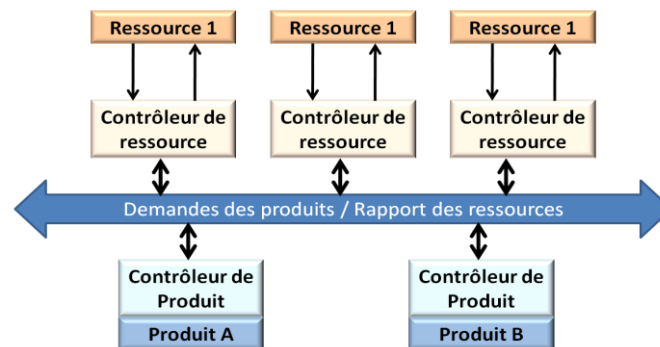 Ressource 1
Ressource 1
Ressource 1
Contrôleur de
ressource
Contrôleur de
ressource
Contrôleur de
ressource
Demandes des produits / Rapport des ressources
Contrôleur de
Produit
Produit A
Contrôleur de
Produit
Produit B